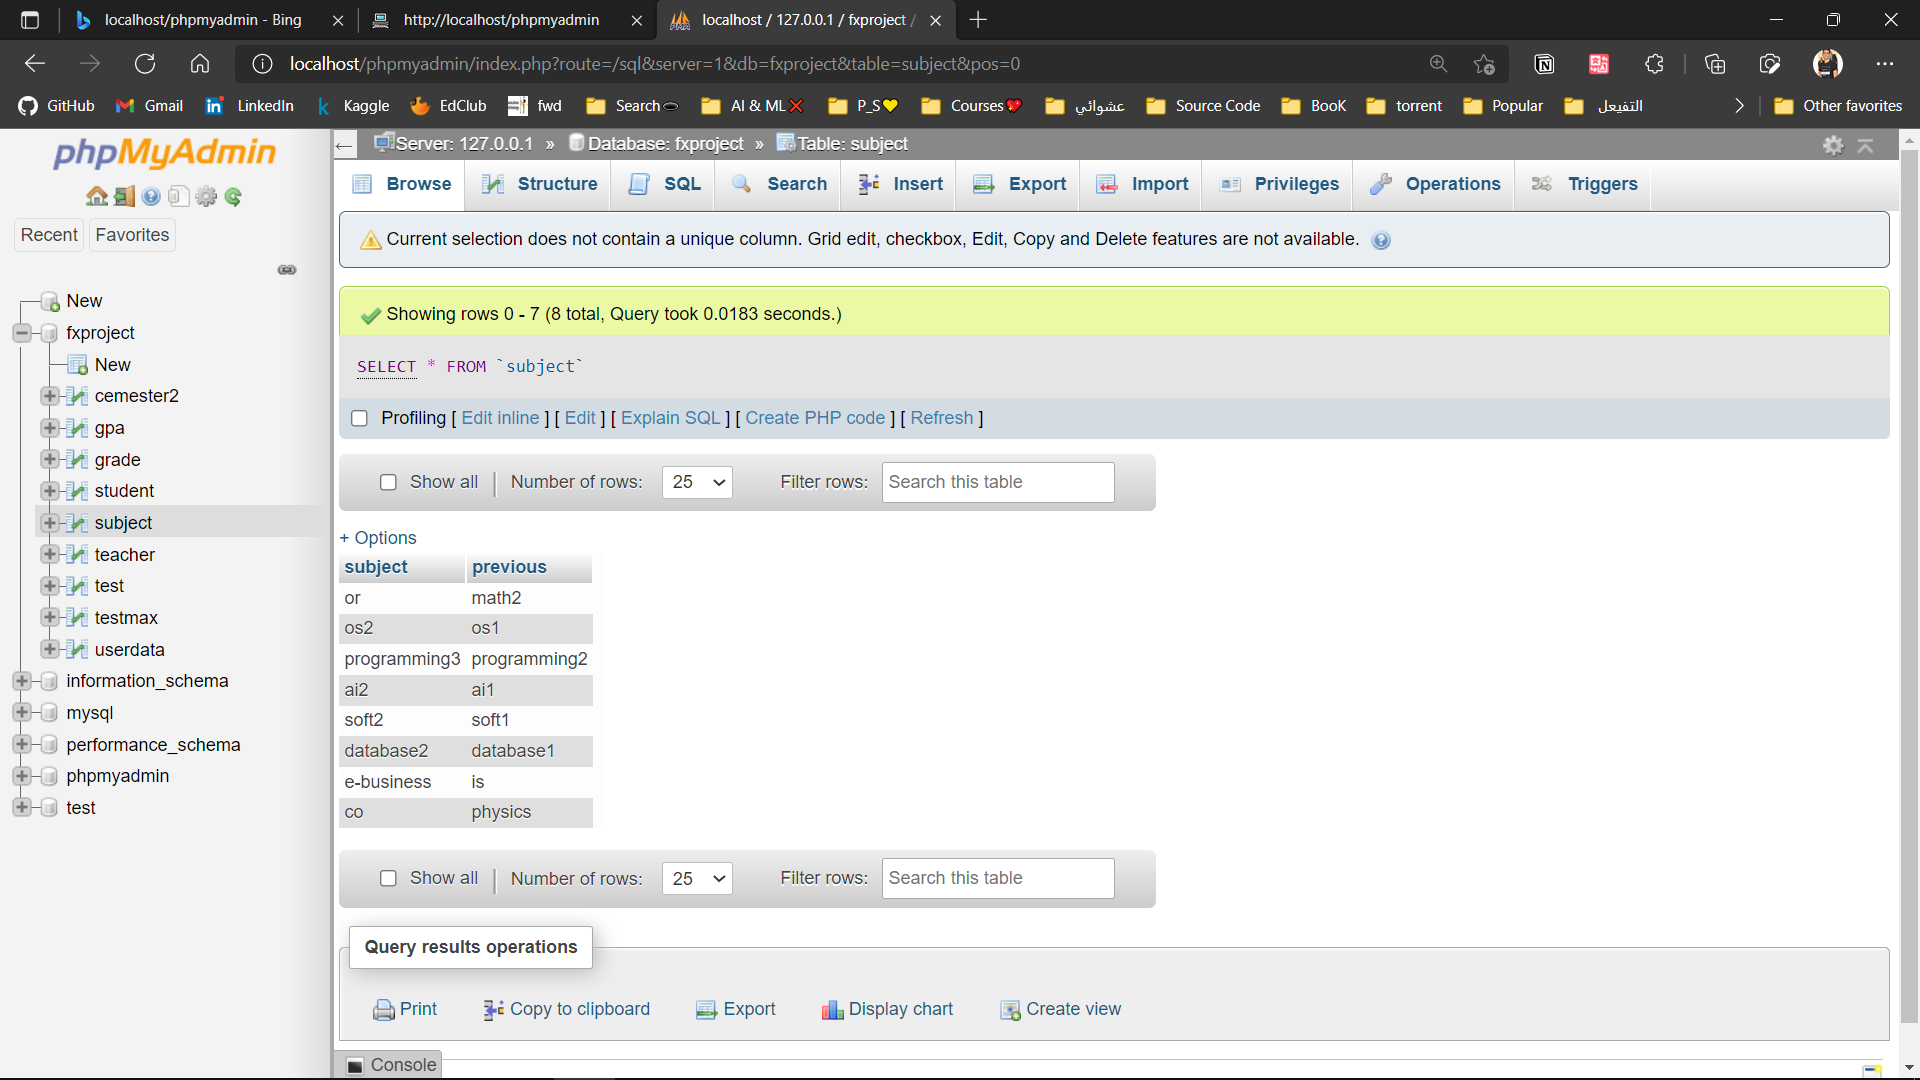 localhost/phpmyadmin - Bing
http://localhost/phpmyadmin
localhost / 127.0.0.1 / fxproject /
localhost/phpmyadmin/index.php?route=/sql&server=1&db=fxproject&table=subject&pos=0
GitHub
Gmail
LinkedIn
Kaggle
EdClub
fwd
Search
AI & ML
P_S
Courses
عشوائي
Source Code
BooK
torrent
Popular
التفيعل
Other favorites
phpMyAdmin
Recent
Favorites
New
fxproject
New
cemester2
gpa
grade
student
subject
teacher
test
testmax
userdata
information_schema
mysql
performance_schema
phpmyadmin
test
Server: 127.0.0.1 » Database: fxproject » Table: subject
Browse
Structure
SQL
Search
Insert
Export
Import
Privileges
Operations
Triggers
Current selection does not contain a unique column. Grid edit, checkbox, Edit, Copy and Delete features are not available.
Showing rows 0 - 7 (8 total, Query took 0.0183 seconds.)
SELECT * FROM `subject`
Profiling [ Edit inline ] [ Edit ] [ Explain SQL ] [ Create PHP code ] [ Refresh ]
Show all | Number of rows: 25 Filter rows: Search this table
+ Options
subject previous
or math2
os2 os1
programming3 programming2
ai2 ai1
soft2 soft1
database2 database1
e-business is
co physics
Show all | Number of rows: 25 Filter rows: Search this table
Query results operations
Print
Copy to clipboard
Export
Display chart
Create view
Console